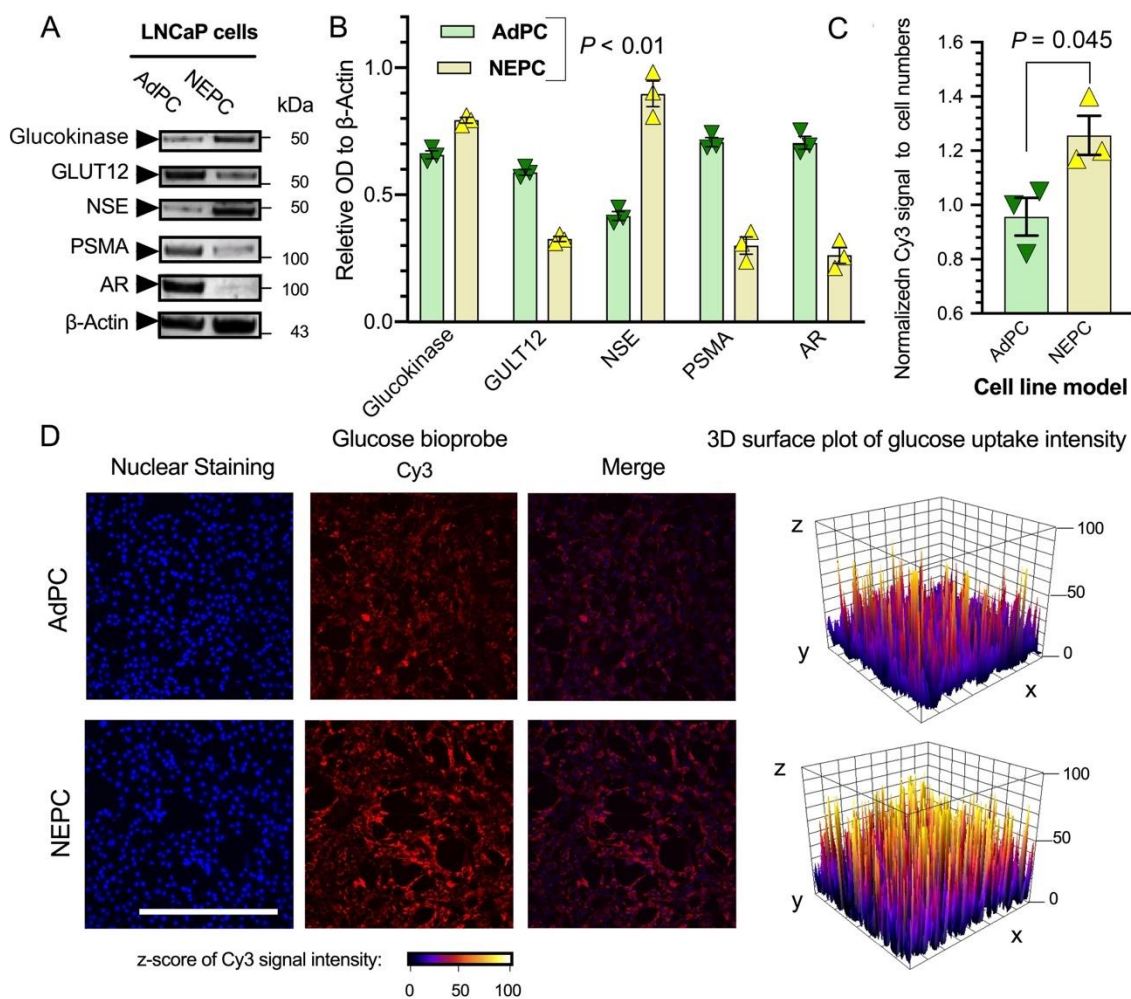 A
LNCaP cells
AdPC
NEPC
kDa
Glucokinase
50
GLUT12
50
NSE
50
PSMA
100
AR
100
β-Actin
43
B
AdPC
NEPC
P < 0.01
Reletive OD to β-Actin
1.0
0.5
0.0
Glucokinase
GULT12
NSE
PSMA
AR
C
P = 0.045
Normalizedn Cy3 signal to cell numbers
1.6
1.4
1.2
1.0
0.8
0.6
AdPC
NEPC
Cell line model
D
Nuclear Staining
Glucose bioprobe
Cy3
Merge
3D surface plot of glucose uptake intensity
AdPC
z
100
50
0
y
x
NEPC
z
100
50
0
y
x
z-score of Cy3 signal intensity:
0 50 100